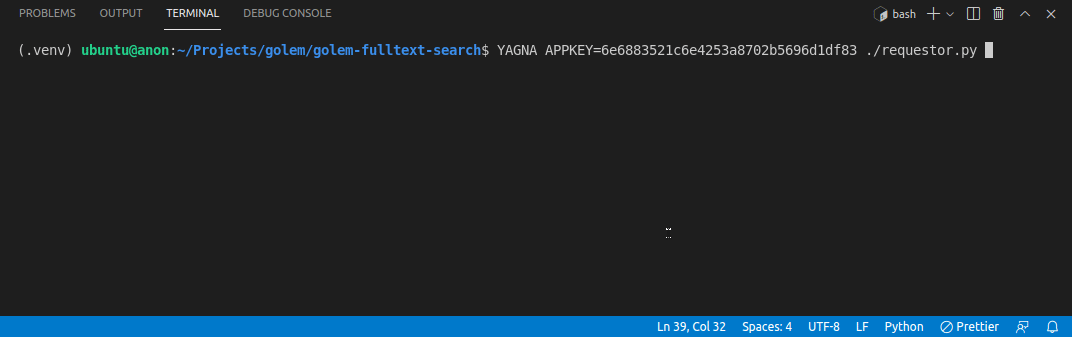 PROBLEMS OUTPUT TERMINAL DEBUG CONSOLE bash
(.venv) ubuntu@anon:~/Projects/golem/golem-fulltext-search$ YAGNA APPKEY=6e6883521c6e4253a8702b5696d1df83 ./requestor.py
Ln 39, Col 32 Spaces: 4 UTF-8 LF Python Prettier